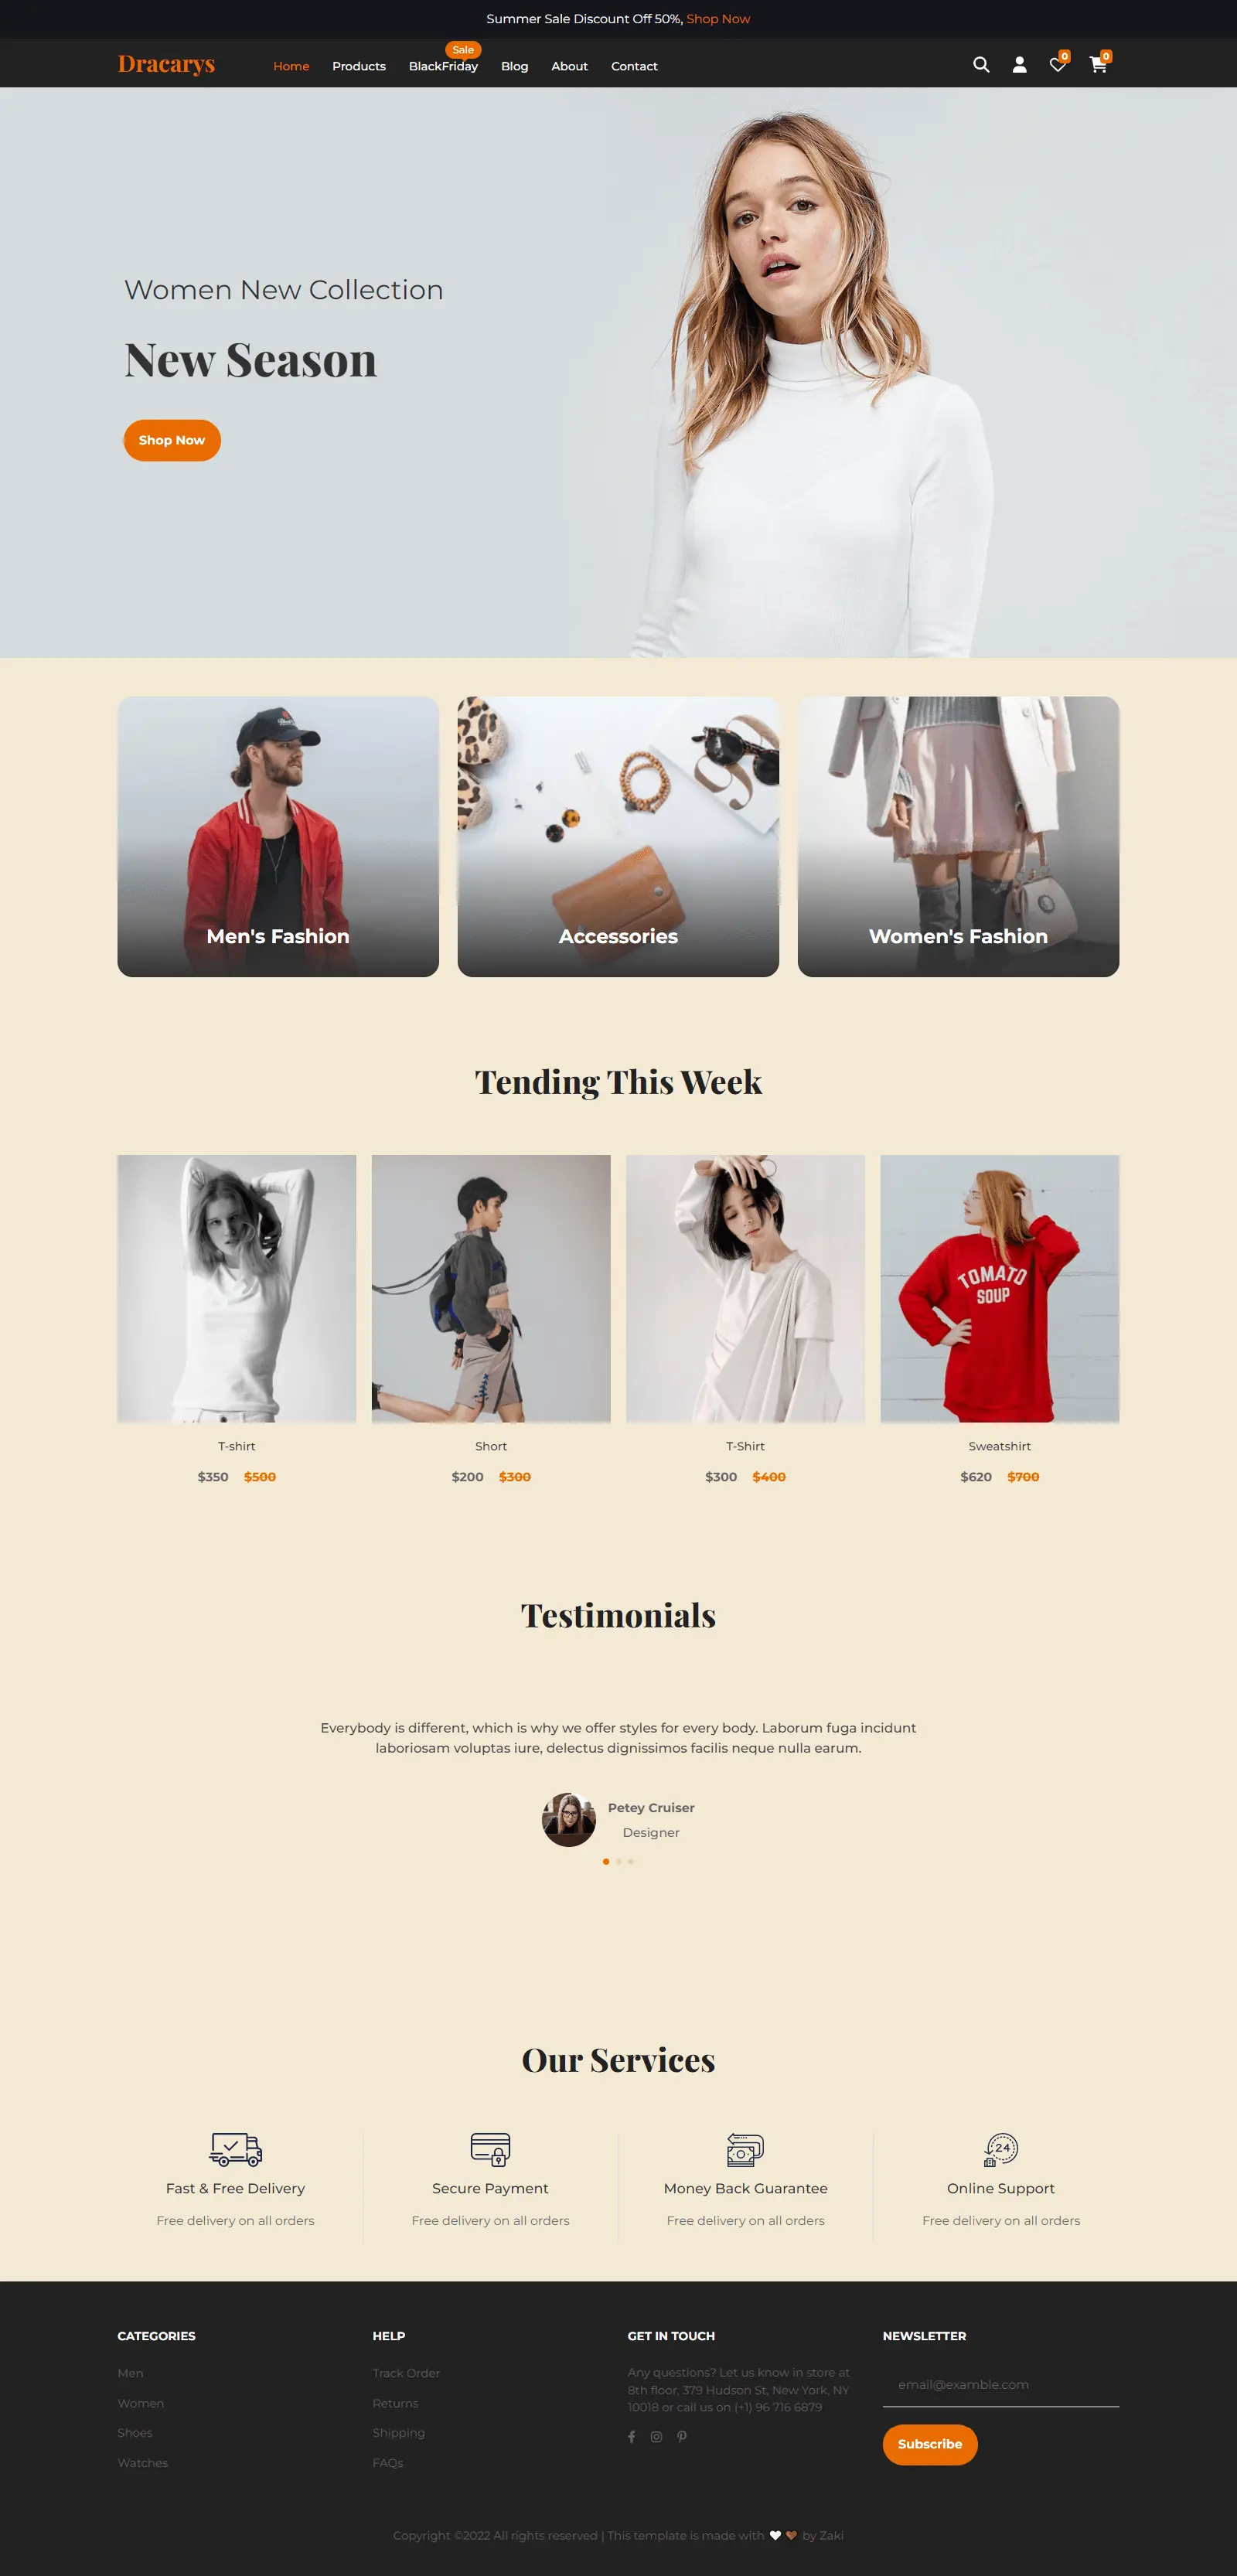 Summer Sale Discount Off 50%, Shop Now
Dracarys
Home Products BlackFriday Blog About Contact
Sale
0 0
Women New Collection
New Season
Shop Now
Men's Fashion
Accessories
Women's Fashion
Tending This Week
TOMATO
SOUP
T-shirt
$350 $500
Short
$200 $300
T-Shirt
$300 $400
Sweatshirt
$620 $700
Testimonials
Everybody is different, which is why we offer styles for every body. Laborum fuga incidunt
laboriosam voluptas iure, delectus dignissimos facilis neque nulla earum.
Petey Cruiser
Designer
Our Services
Fast & Free Delivery
Free delivery on all orders
Secure Payment
Free delivery on all orders
Money Back Guarantee
Free delivery on all orders
24
Online Support
Free delivery on all orders
CATEGORIES
Men
Women
Shoes
Watches
HELP
Track Order
Returns
Shipping
FAQs
GET IN TOUCH
Any questions? Let us know in store at
8th floor, 379 Hudson St, New York, NY
10018 or call us on (+1) 96 716 6879
NEWSLETTER
email@examble.com
Subscribe
Copyright ©2022 All rights reserved | This template is made with 🤍 🤎 by Zaki